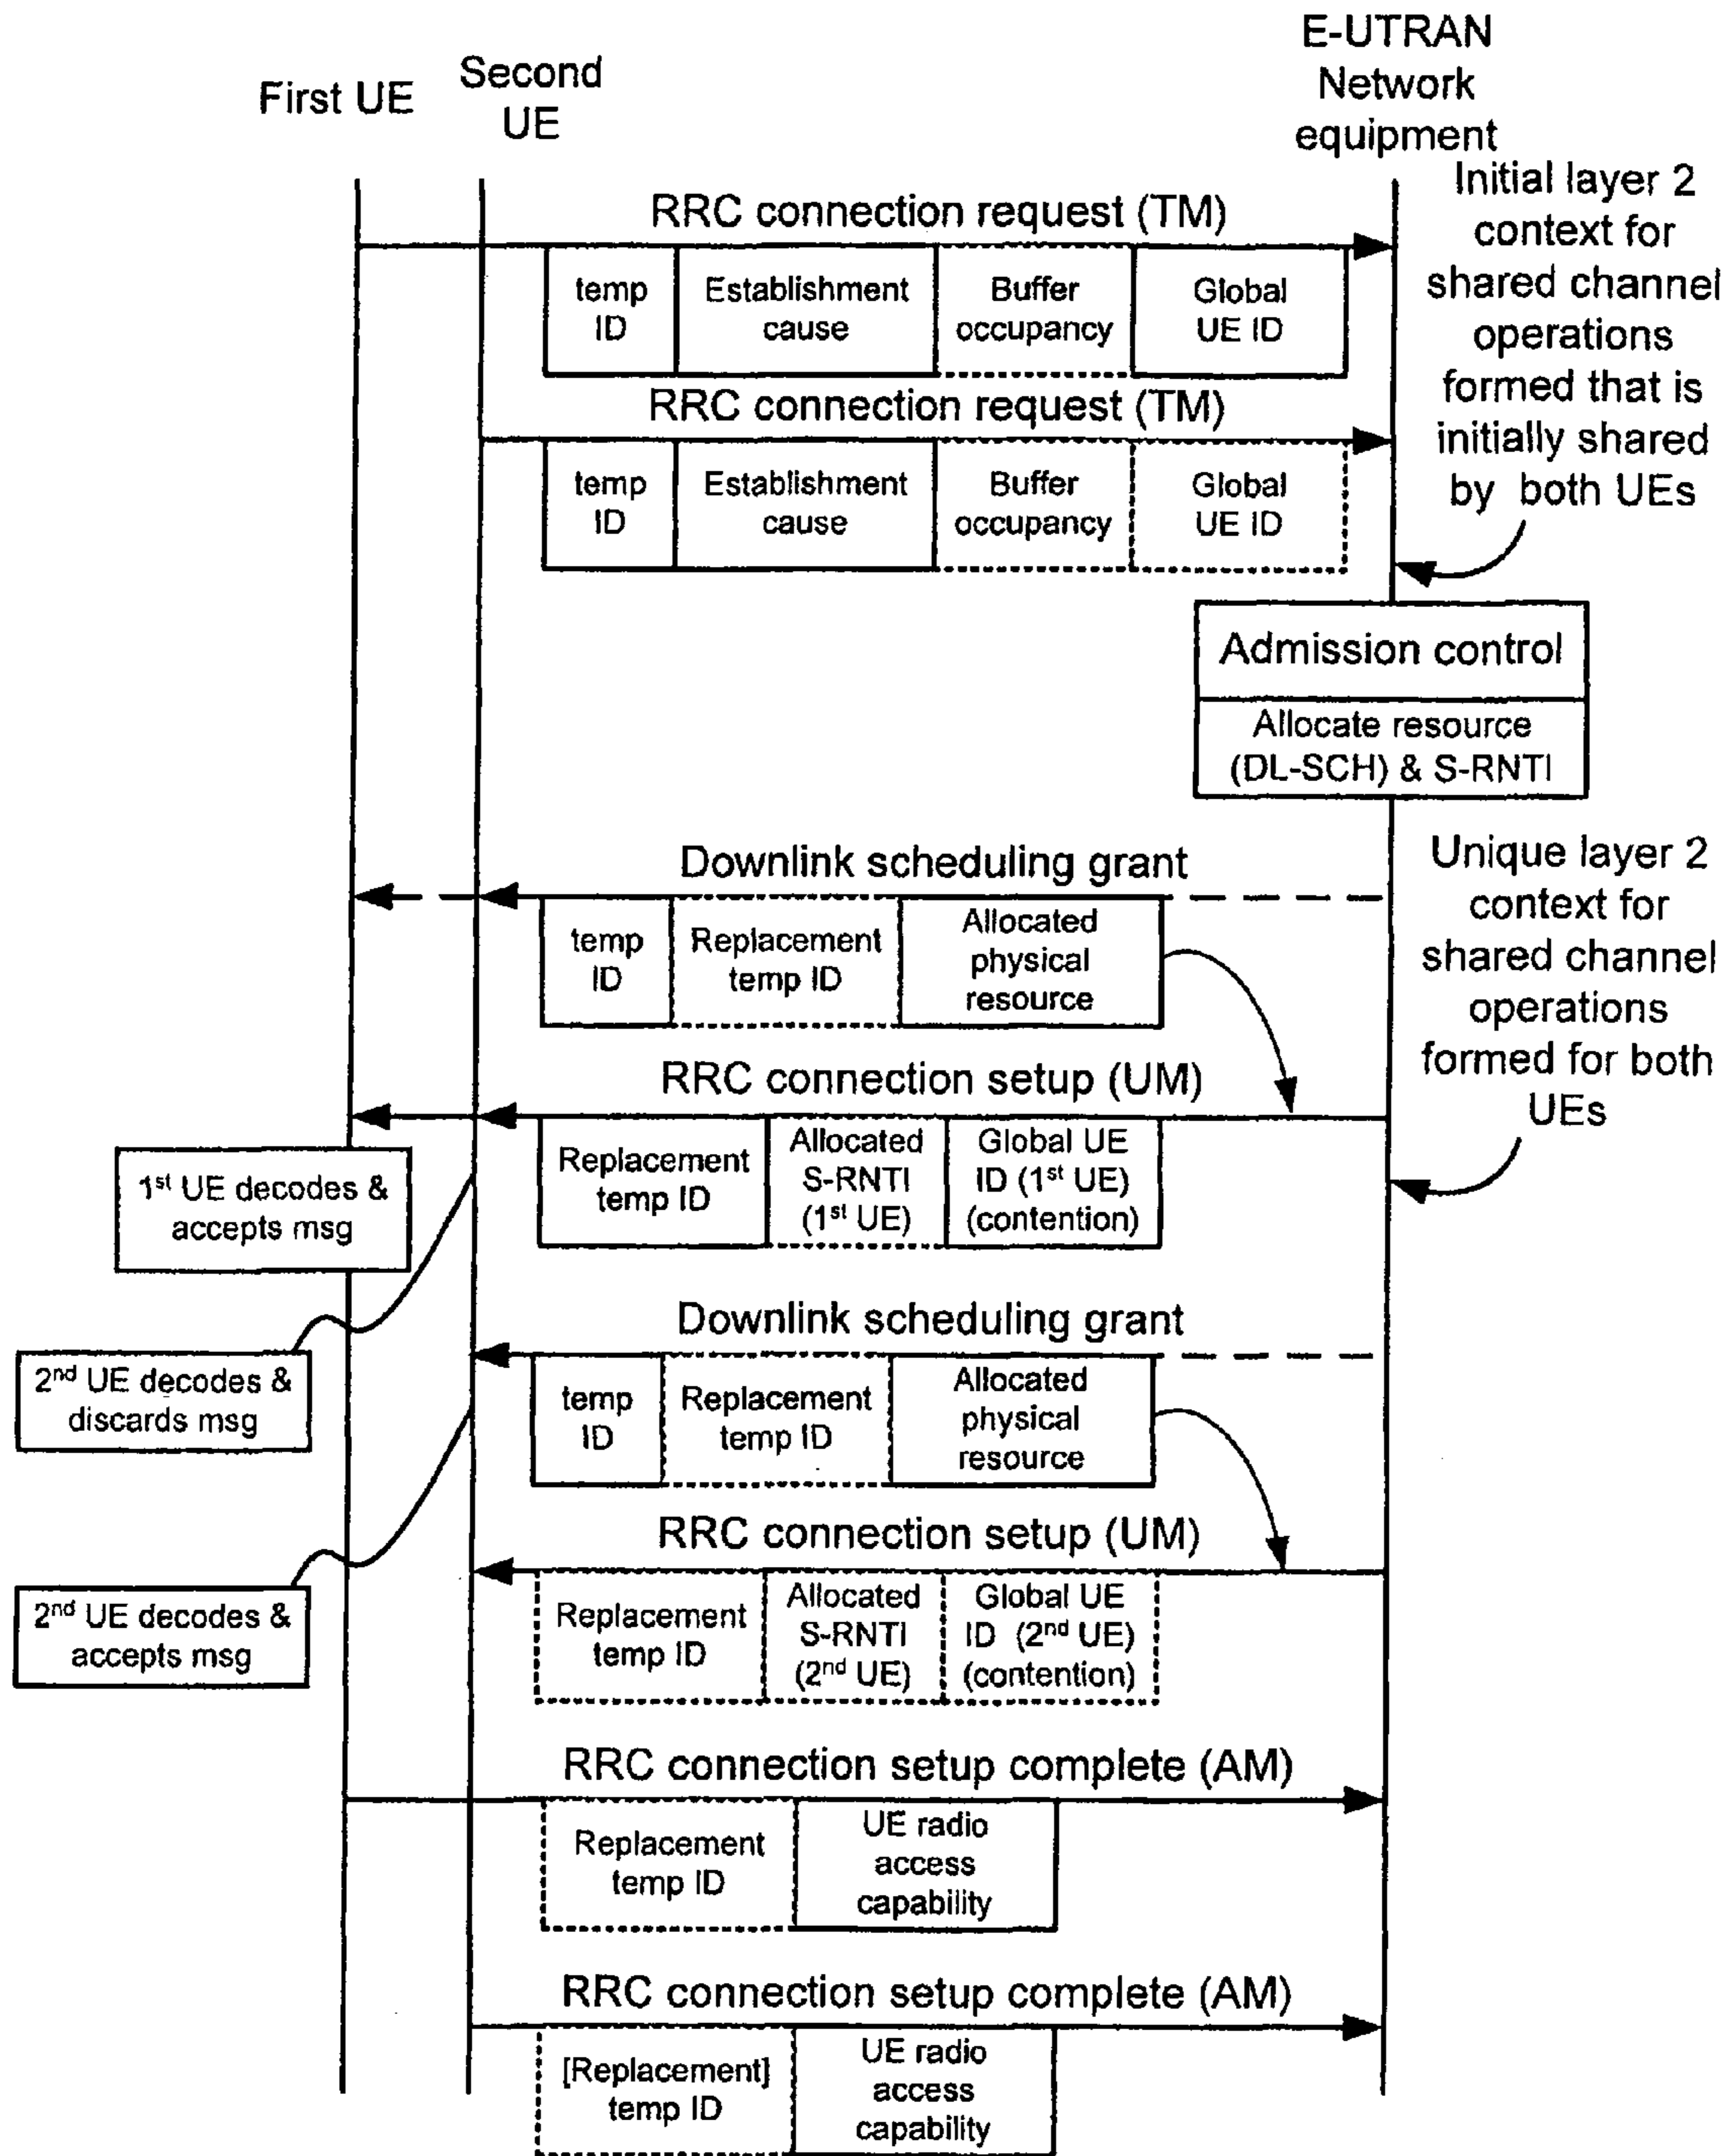 First UE
Second
UE
E-UTRAN
Network
equipment
Initial layer 2
context for
shared channel
operations
formed that is
initially shared
by both UEs
RRC connection request (TM)
temp
ID
Establishment
cause
Buffer
occupancy
Global
UE ID
RRC connection request (TM)
temp
ID
Establishment
cause
Buffer
occupancy
Global
UE ID
Admission control
Allocate resource
(DL-SCH) & S-RNTI
Downlink scheduling grant
temp
ID
Replacement
temp ID
Allocated
physical
resource
Unique layer 2
context for
shared channel
operations
formed for both
UEs
RRC connection setup (UM)
Replacement
temp ID
Allocated
S-RNTI
(1st UE)
Global UE
ID (1st UE)
(contention)
1st UE decodes &
accepts msg
2nd UE decodes &
discards msg
Downlink scheduling grant
temp
ID
Replacement
temp ID
Allocated
physical
resource
RRC connection setup (UM)
Replacement
temp ID
Allocated
S-RNTI
(2nd UE)
Global UE
ID (2nd UE)
(contention)
2nd UE decodes &
accepts msg
RRC connection setup complete (AM)
Replacement
temp ID
UE radio
access
capability
RRC connection setup complete (AM)
[Replacement]
temp ID
UE radio
access
capability